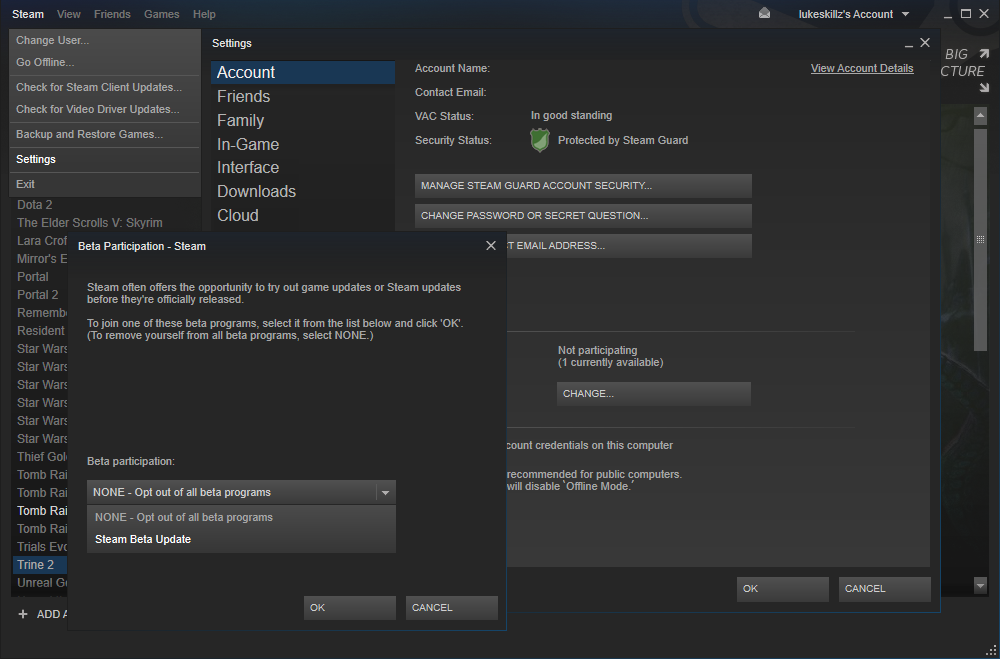 Steam View Friends Games Help
lukeskillz's Account
Change User...
Go Offline...
Check for Steam Client Updates...
Check for Video Driver Updates...
Backup and Restore Games...
Settings
Exit
Dota 2
The Elder Scrolls V: Skyrim
Lara Crof
Mirror's E
Portal
Portal 2
Remembe
Resident
Star Wars
Star Wars
Star Wars
Star Wars
Star Wars
Star Wars
Thief Gol
Tomb Rai
Tomb Rai
Tomb Rai
Tomb Rai
Trials Evo
Trine 2
Unreal Go
+ ADD A
Settings
Account
Friends
Family
In-Game
Interface
Downloads
Cloud
Account Name:
View Account Details
Contact Email:
VAC Status: In good standing
Security Status: Protected by Steam Guard
MANAGE STEAM GUARD ACCOUNT SECURITY...
CHANGE PASSWORD OR SECRET QUESTION...
T EMAIL ADDRESS...
Not participating
(1 currently available)
CHANGE...
count credentials on this computer
recommended for public computers.
will disable `Offline Mode.'
OK CANCEL
BIG
CTURE
Beta Participation - Steam
Steam often offers the opportunity to try out game updates or Steam updates
before they're officially released.
To join one of these beta programs, select it from the list below and click 'OK'.
(To remove yourself from all beta programs, select NONE.)
Beta participation:
NONE - Opt out of all beta programs
NONE - Opt out of all beta programs
Steam Beta Update
OK CANCEL